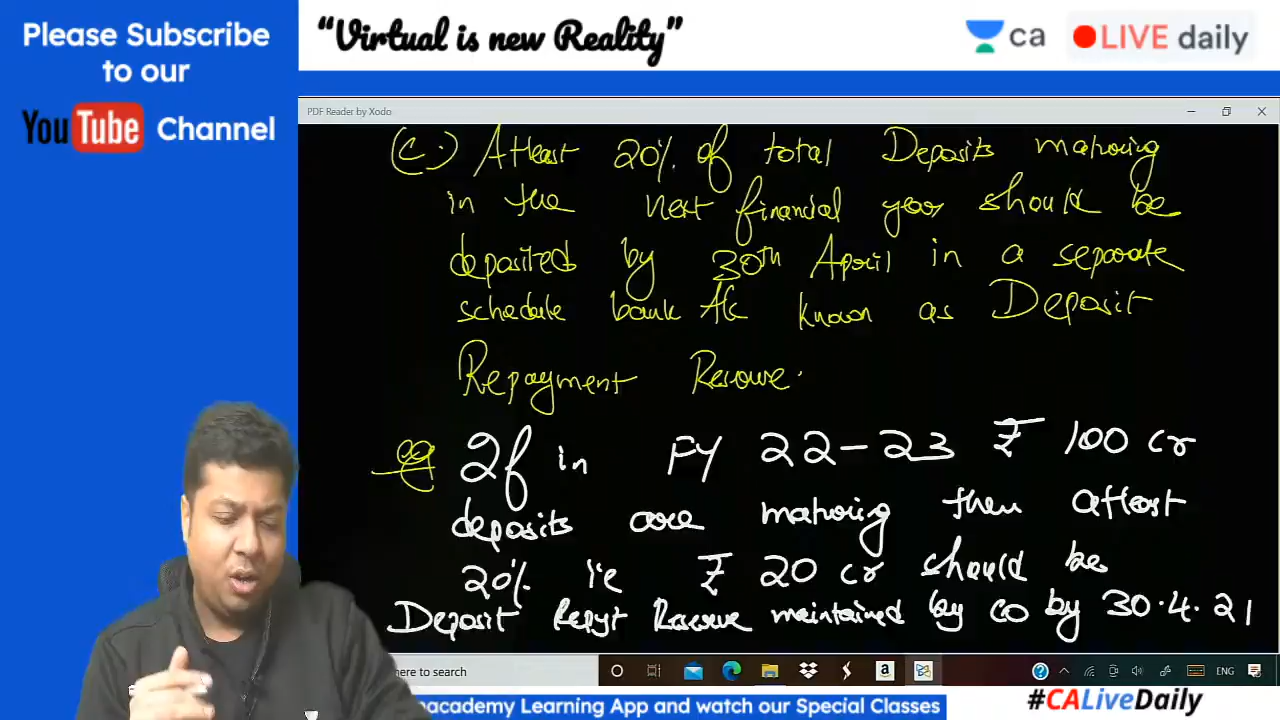 Please Subscribe
to our
YouTube Channel
“Virtual is new Reality”
ca
LIVE daily
PDF Reader by Xodo
(C.) Atleast 20% of total Deposits maturing
in the next financial year should be
deposited by 30th April in a separate
schedule bank A/c known as Deposit
Repayment Reserve.
eg If in FY 22-23 ₹ 100 cr
deposits are maturing then atleast
20% ie ₹ 20 cr should be
Deposit Repyt Reserve maintained by co by 30.4.21
here to search
nacademy Learning App and watch our Special Classes
#CALiveDaily